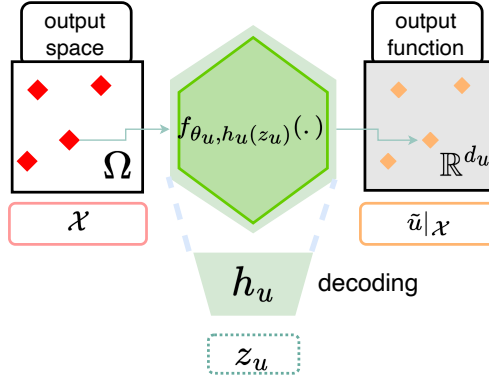 output
space
output
function
f_{θ_u, h_u(z_u)}(.)
Ω
ℝ^{d_u}
𝒳
ũ|_𝒳
h_u
decoding
z_u